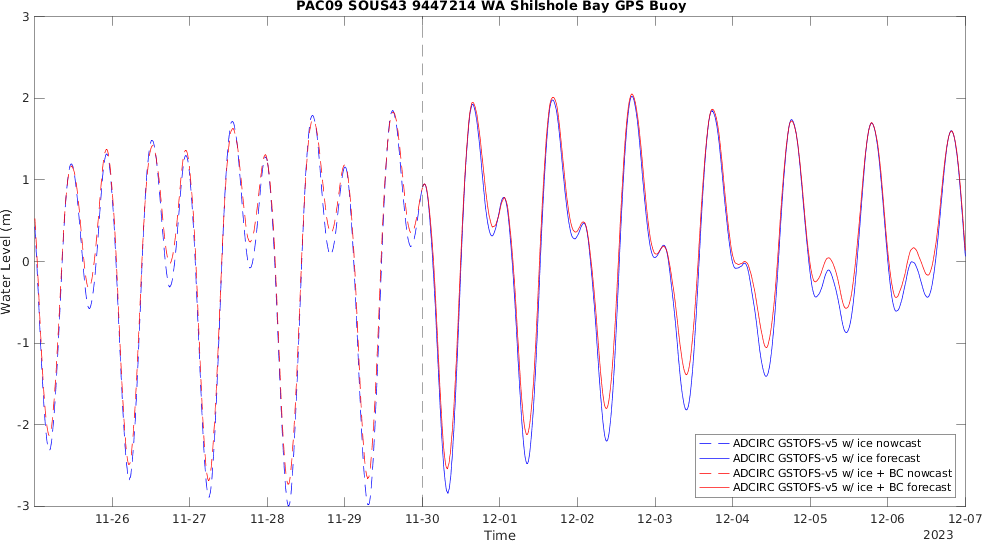 PAC09 SOUS43 9447214 WA Shilshole Bay GPS Buoy
3
2
1
0
-1
-2
-3
Water Level (m)
11-26 11-27 11-28 11-29 11-30 12-01 12-02 12-03 12-04 12-05 12-06 12-07
Time
2023
ADCIRC GSTOFS-v5 w/ ice nowcast
ADCIRC GSTOFS-v5 w/ ice forecast
ADCIRC GSTOFS-v5 w/ ice + BC nowcast
ADCIRC GSTOFS-v5 w/ ice + BC forecast